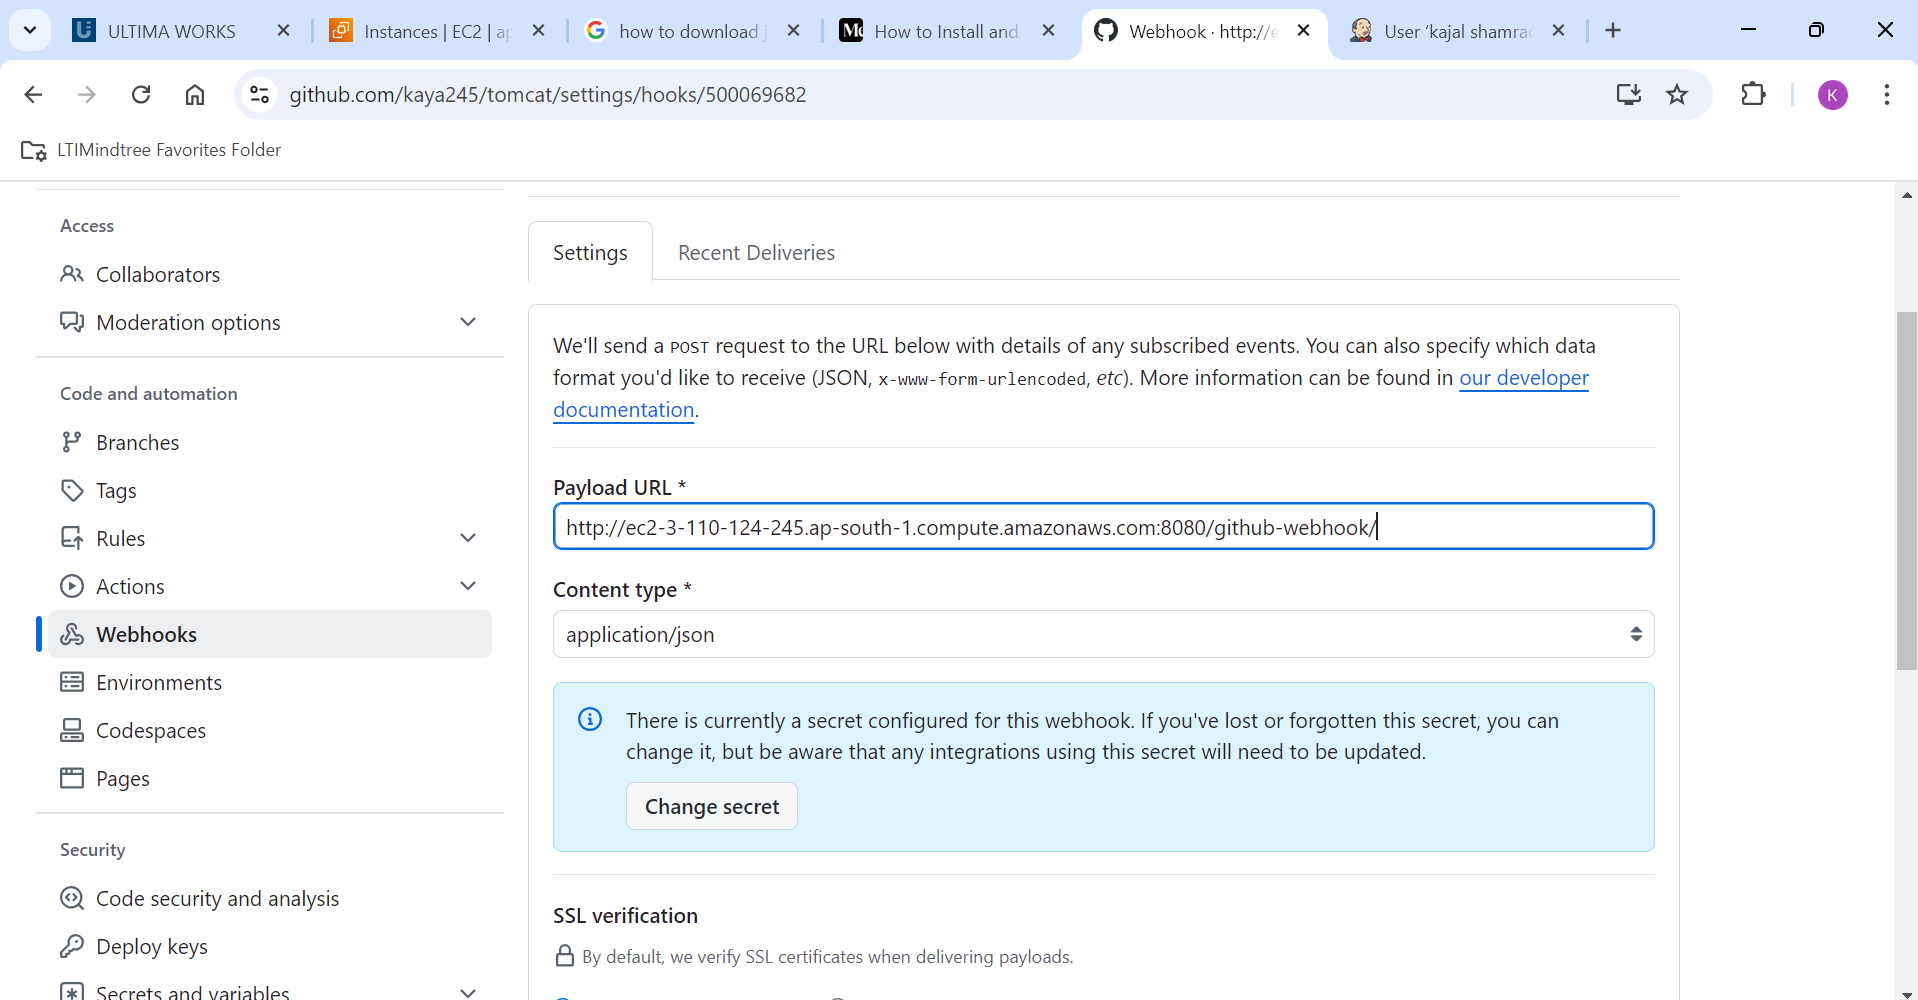 ULTIMA WORKS
Instances | EC2 | ap
how to download j
How to Install and
Webhook · http://e
User ‘kajal shamrao
github.com/kaya245/tomcat/settings/hooks/500069682
K
LTIMindtree Favorites Folder
Access
Collaborators
Moderation options
Code and automation
Branches
Tags
Rules
Actions
Webhooks
Environments
Codespaces
Pages
Security
Code security and analysis
Deploy keys
Secrets and variables
Settings
Recent Deliveries
We'll send a POST request to the URL below with details of any subscribed events. You can also specify which data
format you'd like to receive (JSON, x-www-form-urlencoded, etc). More information can be found in our developer
documentation.
Payload URL *
http://ec2-3-110-124-245.ap-south-1.compute.amazonaws.com:8080/github-webhook/
Content type *
application/json
There is currently a secret configured for this webhook. If you've lost or forgotten this secret, you can
change it, but be aware that any integrations using this secret will need to be updated.
Change secret
SSL verification
By default, we verify SSL certificates when delivering payloads.